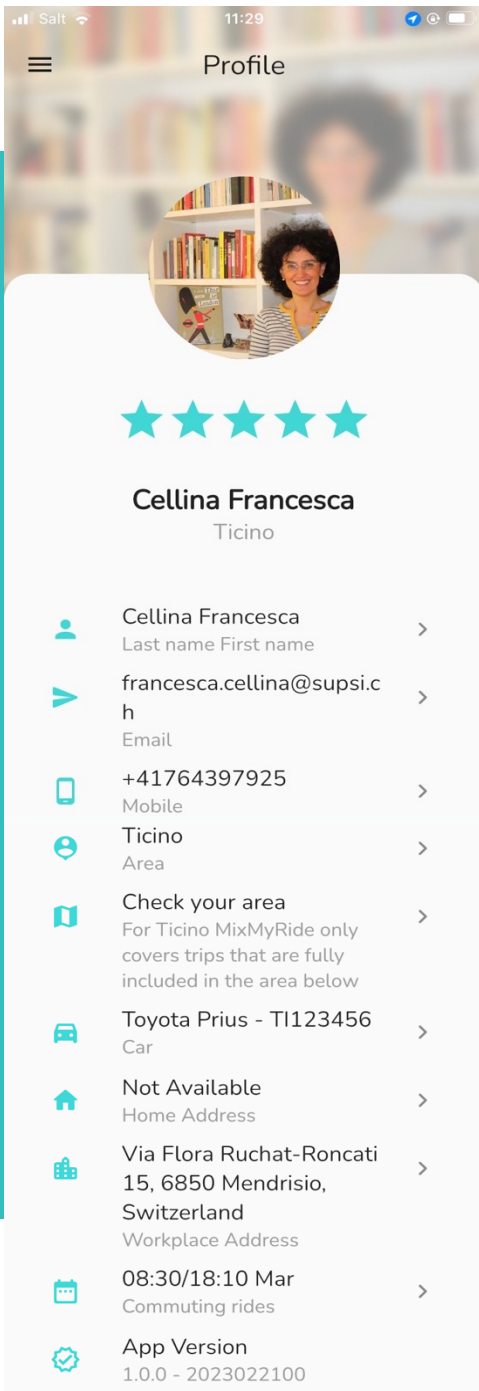 Salt 11:29
Profile
Cellina Francesca
Ticino
Cellina Francesca
Last name First name
francesca.cellina@supsi.c
h
Email
+41764397925
Mobile
Ticino
Area
Check your area
For Ticino MixMyRide only
covers trips that are fully
included in the area below
Toyota Prius - TI123456
Car
Not Available
Home Address
Via Flora Ruchat-Roncati
15, 6850 Mendrisio,
Switzerland
Workplace Address
08:30/18:10 Mar
Commuting rides
App Version
1.0.0 - 2023022100